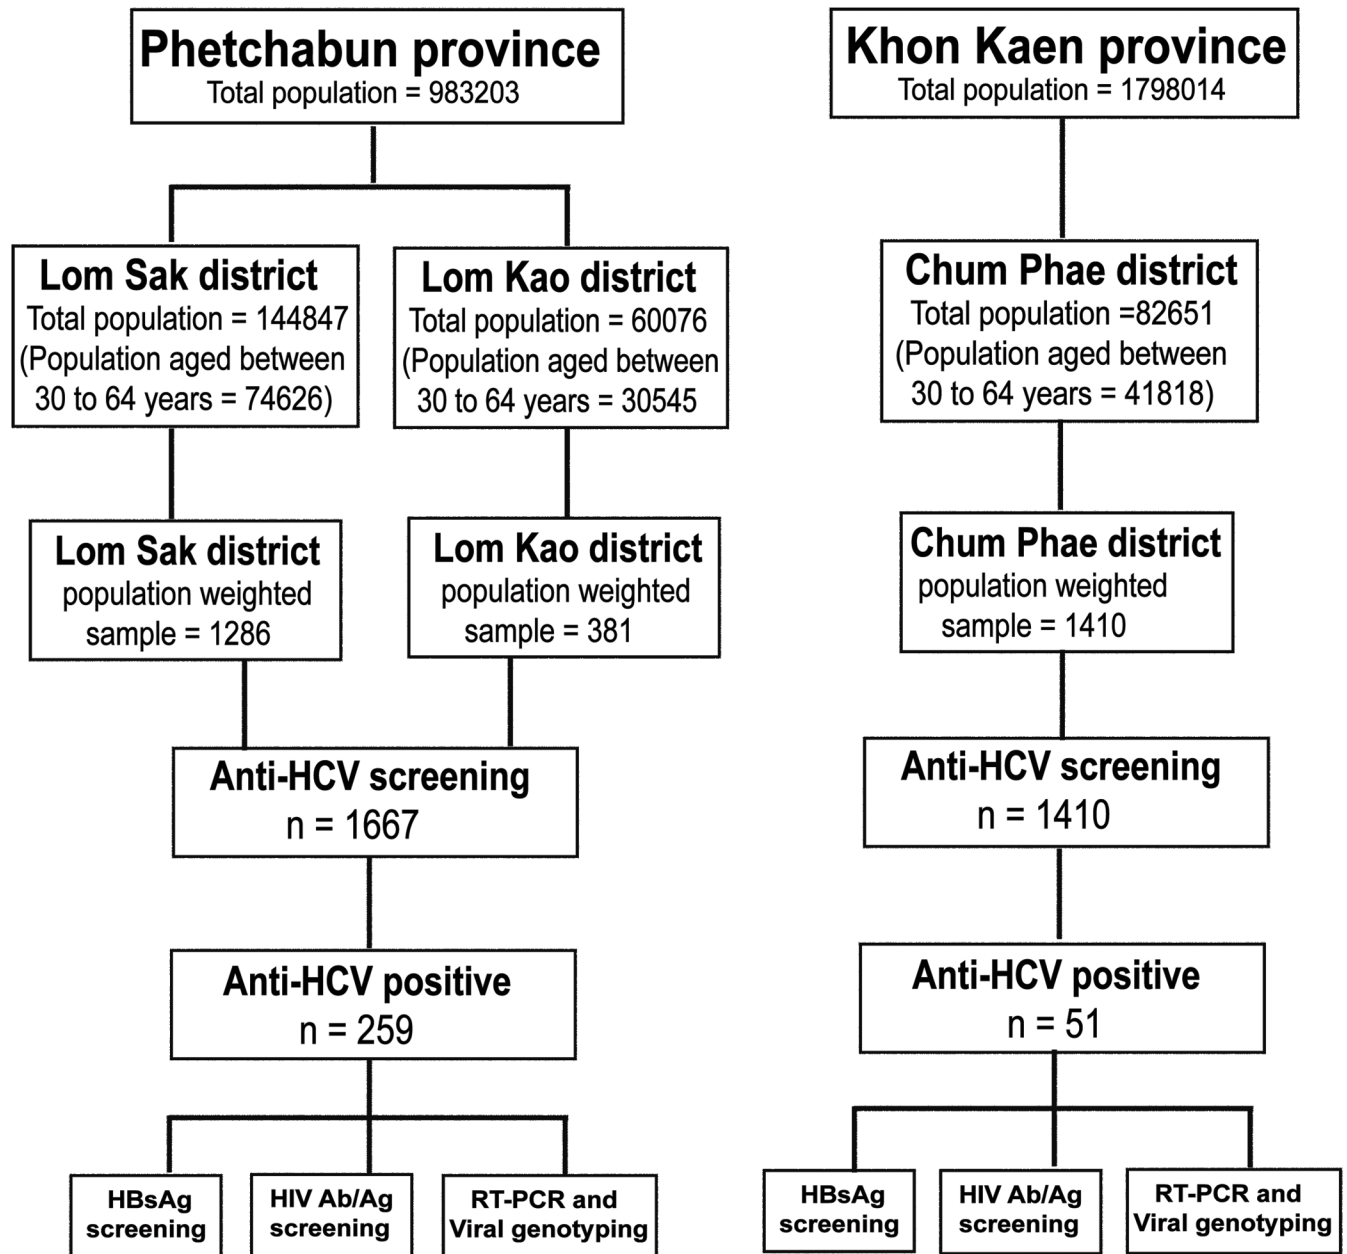 Phetchabun province
Total population = 983203
Lom Sak district
Total population = 144847
(Population aged between
30 to 64 years = 74626)
Lom Kao district
Total population = 60076
(Population aged between
30 to 64 years = 30545
Lom Sak district
population weighted
sample = 1286
Lom Kao district
population weighted
sample = 381
Anti-HCV screening
n = 1667
Anti-HCV positive
n = 259
HBsAg
screening
HIV Ab/Ag
screening
RT-PCR and
Viral genotyping
Khon Kaen province
Total population = 1798014
Chum Phae district
Total population =82651
(Population aged between
30 to 64 years = 41818)
Chum Phae district
population weighted
sample = 1410
Anti-HCV screening
n = 1410
Anti-HCV positive
n = 51
HBsAg
screening
HIV Ab/Ag
screening
RT-PCR and
Viral genotyping